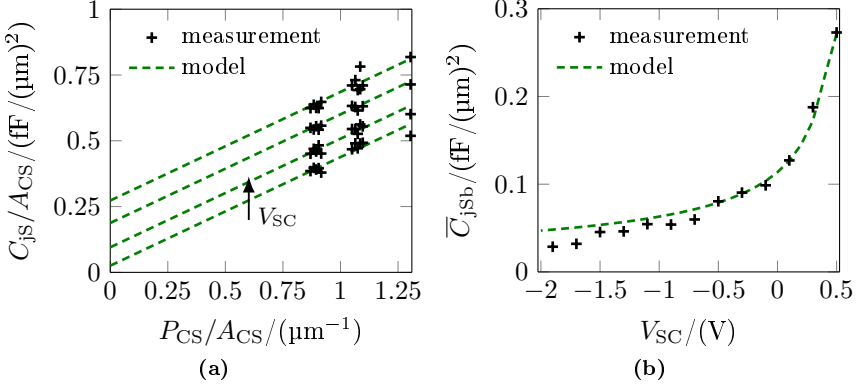 1
0.75
0.5
0.25
0
C_jS/A_CS/(fF/(µm)²)
measurement
model
V_SC
0 0.25 0.5 0.75 1 1.25
P_CS/A_CS/(µm⁻¹)
(a)
0.3
0.2
0.1
0
C̅_jSb/(fF/(µm)²)
measurement
model
−2 −1.5 −1 −0.5 0 0.5
V_SC/(V)
(b)